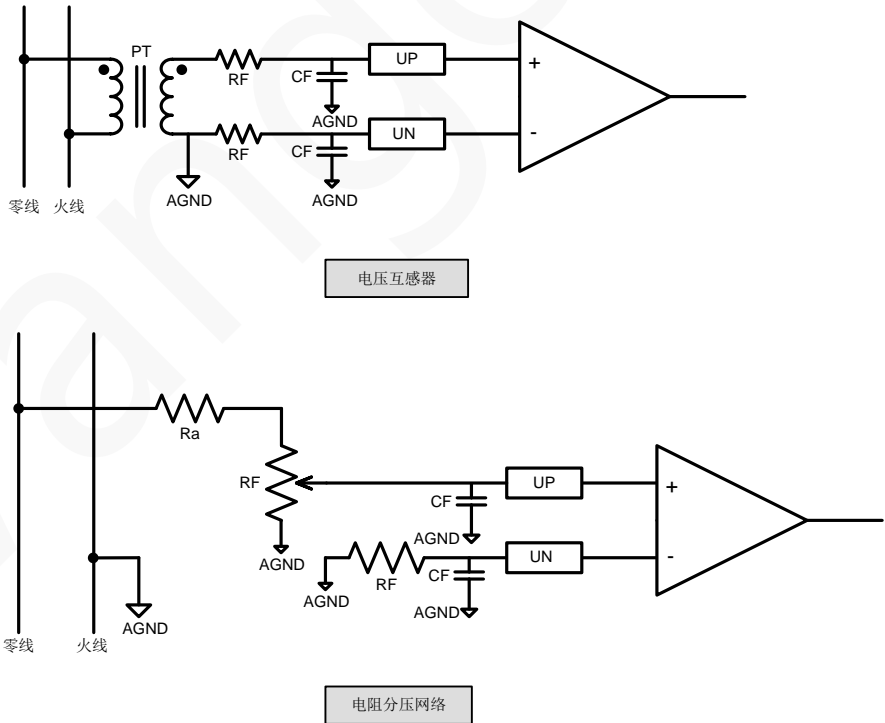 PT
RF
CF
UP
+
AGND
RF
CF
UN
-
AGND
AGND
零线 火线
电压互感器
Ra
RF
CF
UP
+
AGND
AGND
RF
CF
UN
-
AGND
AGND
AGND
零线 火线
电阻分压网络